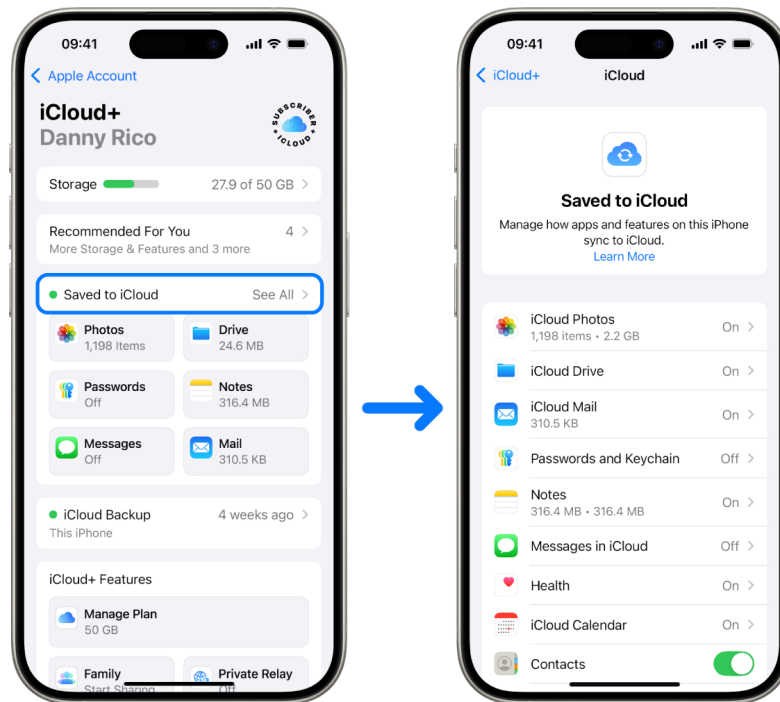 09:41
Apple Account
iCloud+
Danny Rico
SUBSCRIBER
iCLOUD
Storage 27.9 of 50 GB
Recommended For You 4
More Storage & Features and 3 more
Saved to iCloud See All
Photos Drive
1,198 Items 24.6 MB
Passwords Notes
Off 316.4 MB
Messages Mail
Off 310.5 KB
iCloud Backup 4 weeks ago
This iPhone
iCloud+ Features
Manage Plan
50 GB
Family Private Relay
Start Sharing Off
09:41
iCloud+ iCloud
Saved to iCloud
Manage how apps and features on this iPhone
sync to iCloud.
Learn More
iCloud Photos On
1,198 items • 2.2 GB
iCloud Drive On
iCloud Mail On
310.5 KB
Passwords and Keychain Off
Notes On
316.4 MB • 316.4 MB
Messages in iCloud Off
Health On
iCloud Calendar On
Contacts